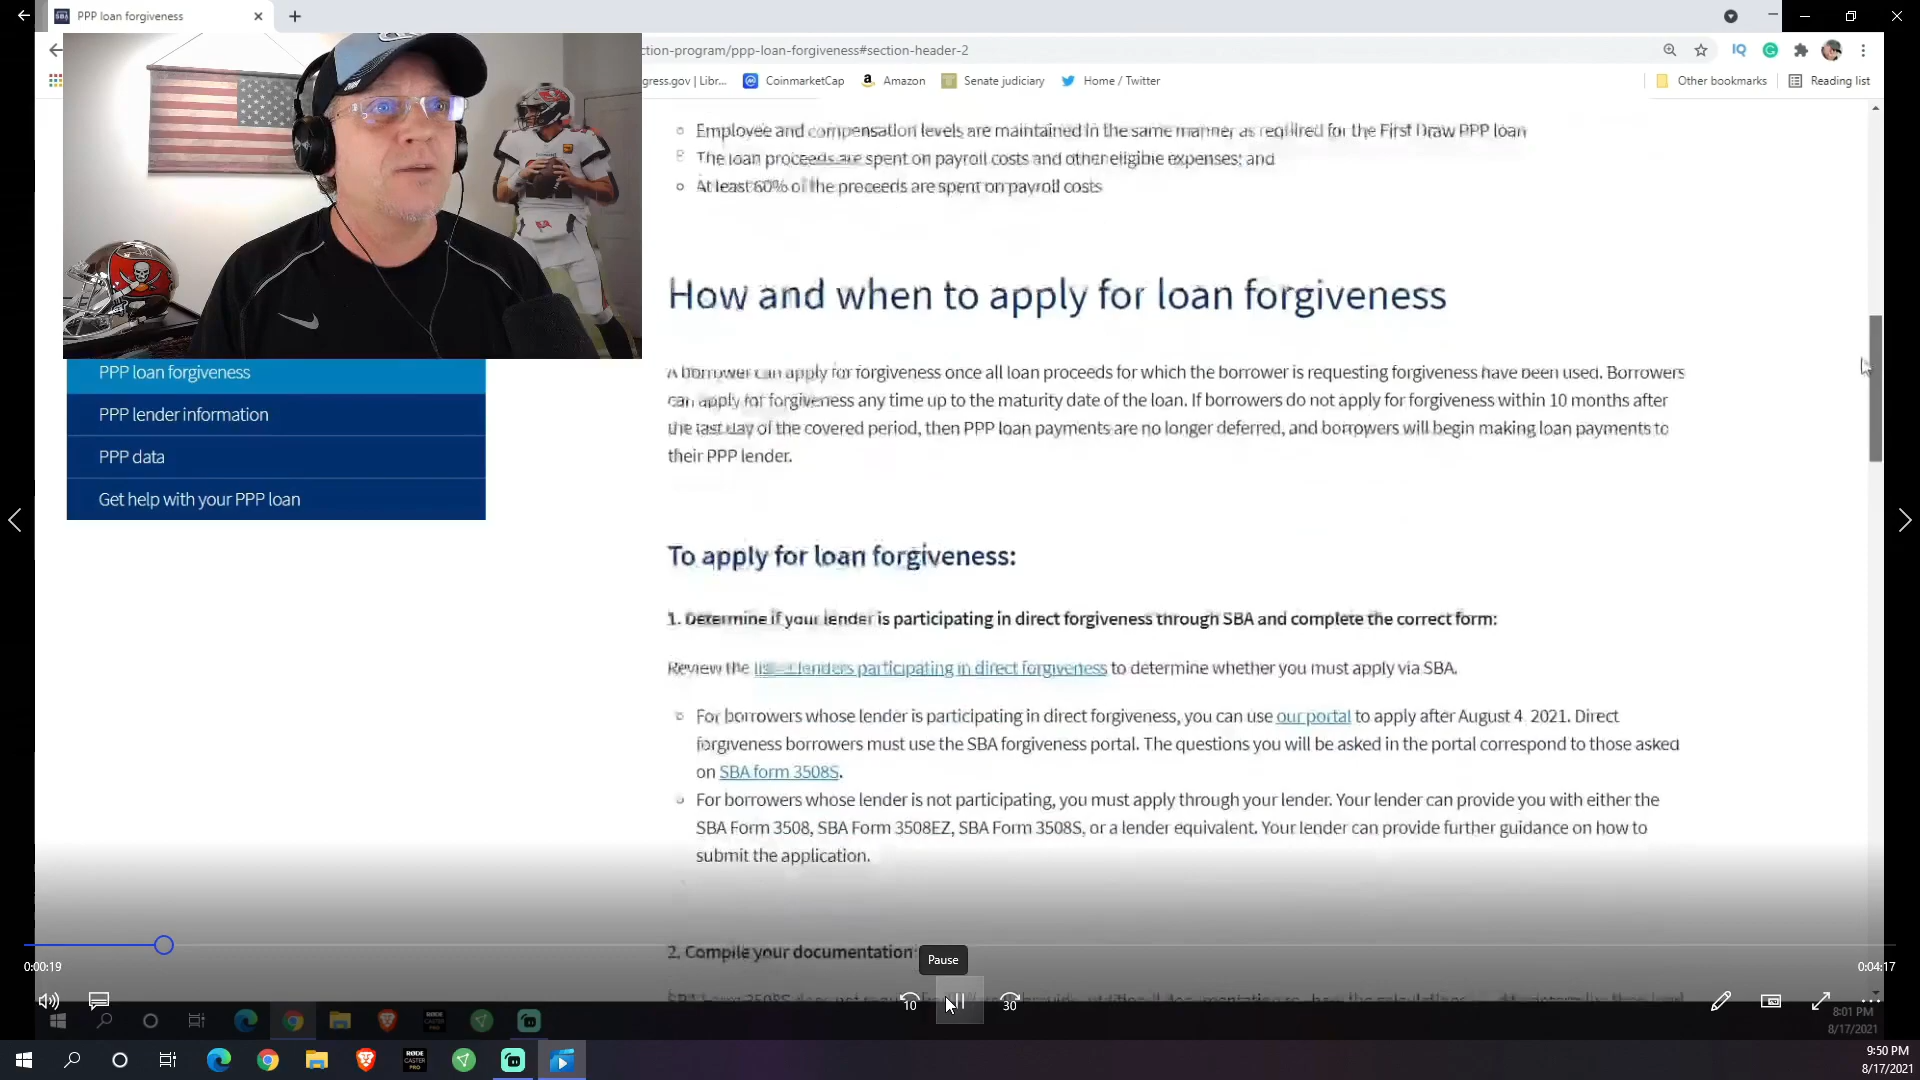 PPP loan forgiveness
ction-program/ppp-loan-forgiveness#section-header-2
IQ
gress.gov | Libr... CoinmarketCap Amazon Senate judiciary Home / Twitter Other bookmarks Reading list
Employee and compensation levels are maintained in the same manner as required for the First Draw PPP loan
The loan proceeds are spent on payroll costs and other eligible expenses; and
At least 60% of the proceeds are spent on payroll costs
How and when to apply for loan forgiveness
A borrower can apply for forgiveness once all loan proceeds for which the borrower is requesting forgiveness have been used. Borrowers
can apply for forgiveness any time up to the maturity date of the loan. If borrowers do not apply for forgiveness within 10 months after
the last day of the covered period, then PPP loan payments are no longer deferred, and borrowers will begin making loan payments to
their PPP lender.
PPP loan forgiveness
PPP lender information
PPP data
Get help with your PPP loan
To apply for loan forgiveness:
1. Determine if your lender is participating in direct forgiveness through SBA and complete the correct form:
Review the list lenders participating in direct forgiveness to determine whether you must apply via SBA.
For borrowers whose lender is participating in direct forgiveness, you can use our portal to apply after August 4 2021. Direct
forgiveness borrowers must use the SBA forgiveness portal. The questions you will be asked in the portal correspond to those asked
on SBA form 3508S.
For borrowers whose lender is not participating, you must apply through your lender. Your lender can provide you with either the
SBA Form 3508, SBA Form 3508EZ, SBA Form 3508S, or a lender equivalent. Your lender can provide further guidance on how to
submit the application.
2. Compile your documentation
Pause
0:00:19
0:04:17
10
30
8:01 PM
8/17/2021
RØDE
CASTER
PRO
9:50 PM
8/17/2021